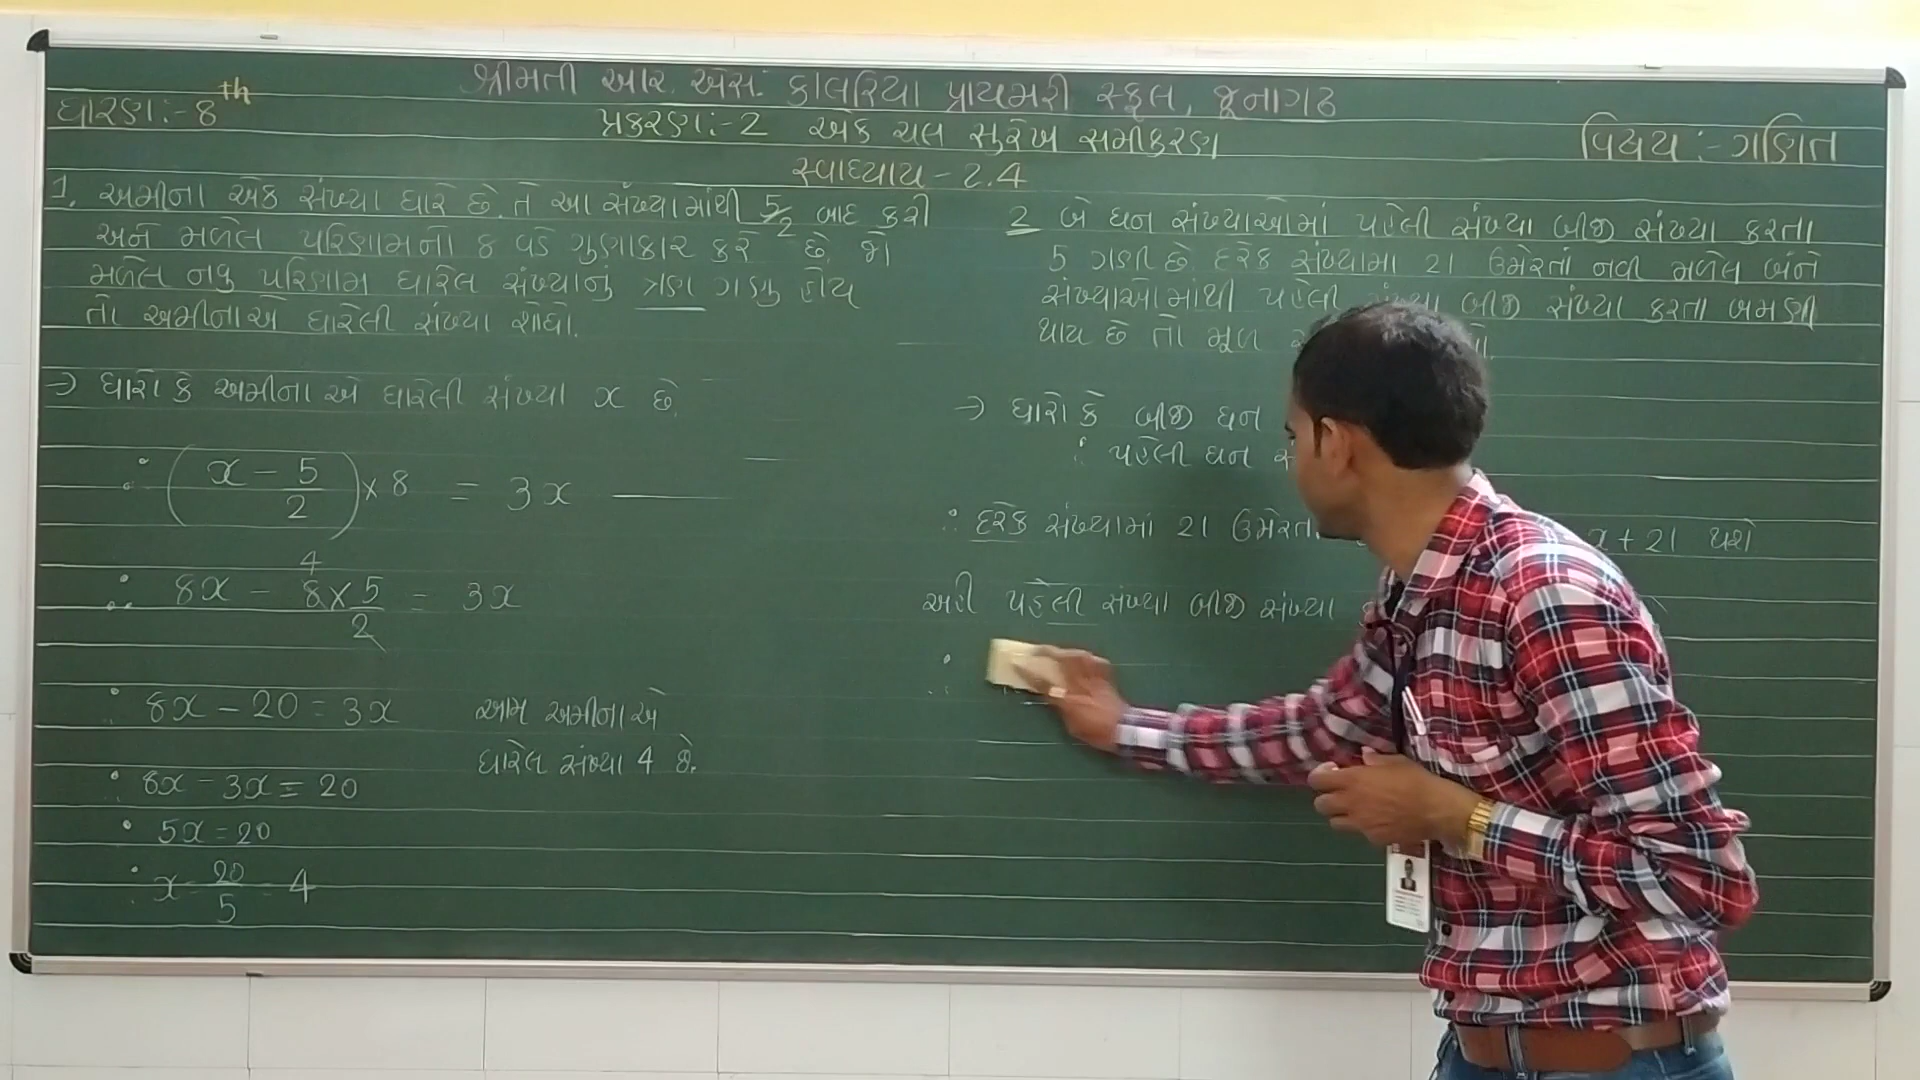 શ્રીમતી આર. એસ. કાલરિયા પ્રાયમરી સ્કૂલ, જૂનાગઢ
ધોરણ:-8th
પ્રકરણ:-2 એક ચલ સુરેખ સમીકરણ
વિષય:- ગણિત
સ્વાધ્યાય - 2.4
1. અમીના એક સંખ્યા ધારે છે. તે આ સંખ્યામાંથી 5/2 બાદ કરી
અને મળેલ પરિણામનો 8 વડે ગુણાકાર કરે છે. જો
મળેલ નવુ પરિણામ ધારેલ સંખ્યાનું ત્રણ ગણુ હોય
તો અમીનાએ ધારેલી સંખ્યા શોધો.
→ ધારો કે અમીના એ ધારેલી સંખ્યા x છે.
∴ (x - 5/2) × 8 = 3x
4
∴ 8x - 8×5/2 = 3x
∴ 8x - 20 = 3x
∴ 8x - 3x = 20
∴ 5x = 20
∴ x = 20/5 = 4
આમ અમીના એ
ધારેલ સંખ્યા 4 છે.
2 બે ધન સંખ્યાઓમાં પહેલી સંખ્યા બીજી સંખ્યા કરતા
5 ગણી છે. દરેક સંખ્યામા 21 ઉમેરતાં નવી મળેલ બંને
સંખ્યાઓમાંથી પહેલી બીજી સંખ્યા કરતા બમણી
થાય છે તો મૂળ
→ ધારો કે બીજી ધન
∴ પહેલી ધન
∴ દરેક સંખ્યામાં 21 ઉમેરતા x + 21 થશે
અહી પહેલી સંખ્યા બીજી સંખ્યા
∴